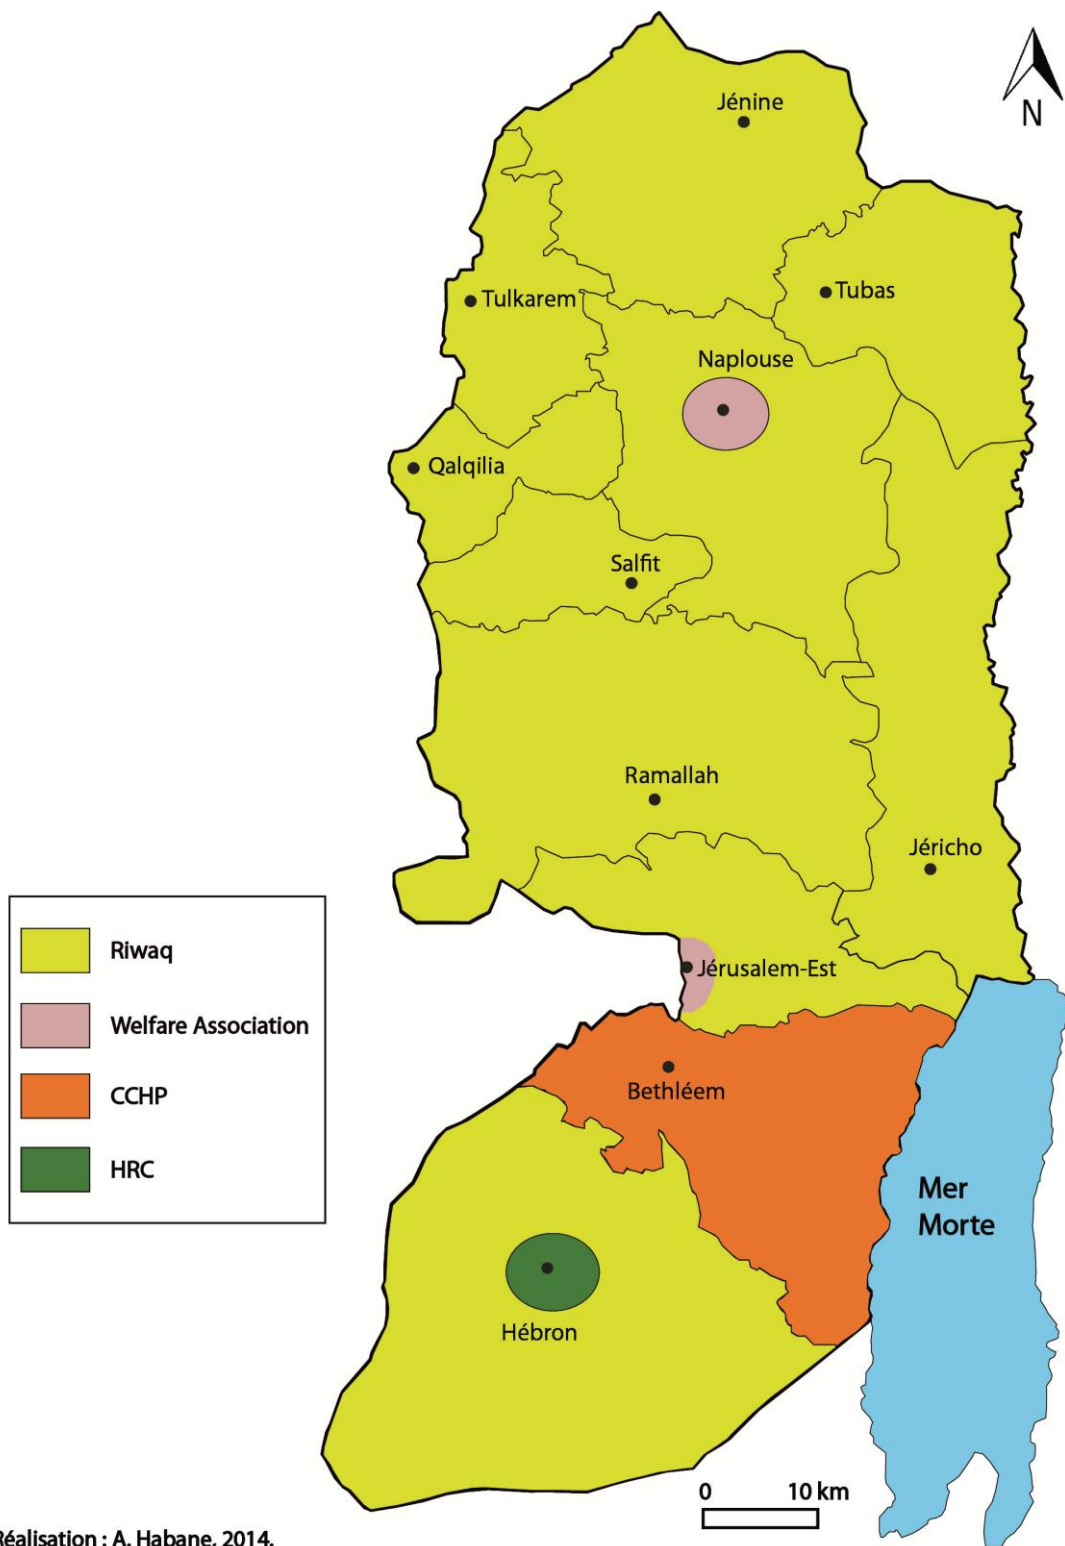 N
Jénine
Tulkarem
Tubas
Naplouse
Qalqilia
Salfit
Ramallah
Jéricho
Jérusalem-Est
Bethléem
Hébron
Mer
Morte
Riwaq
Welfare Association
CCHP
HRC
0 10 km
Réalisation : A. Habane, 2014.